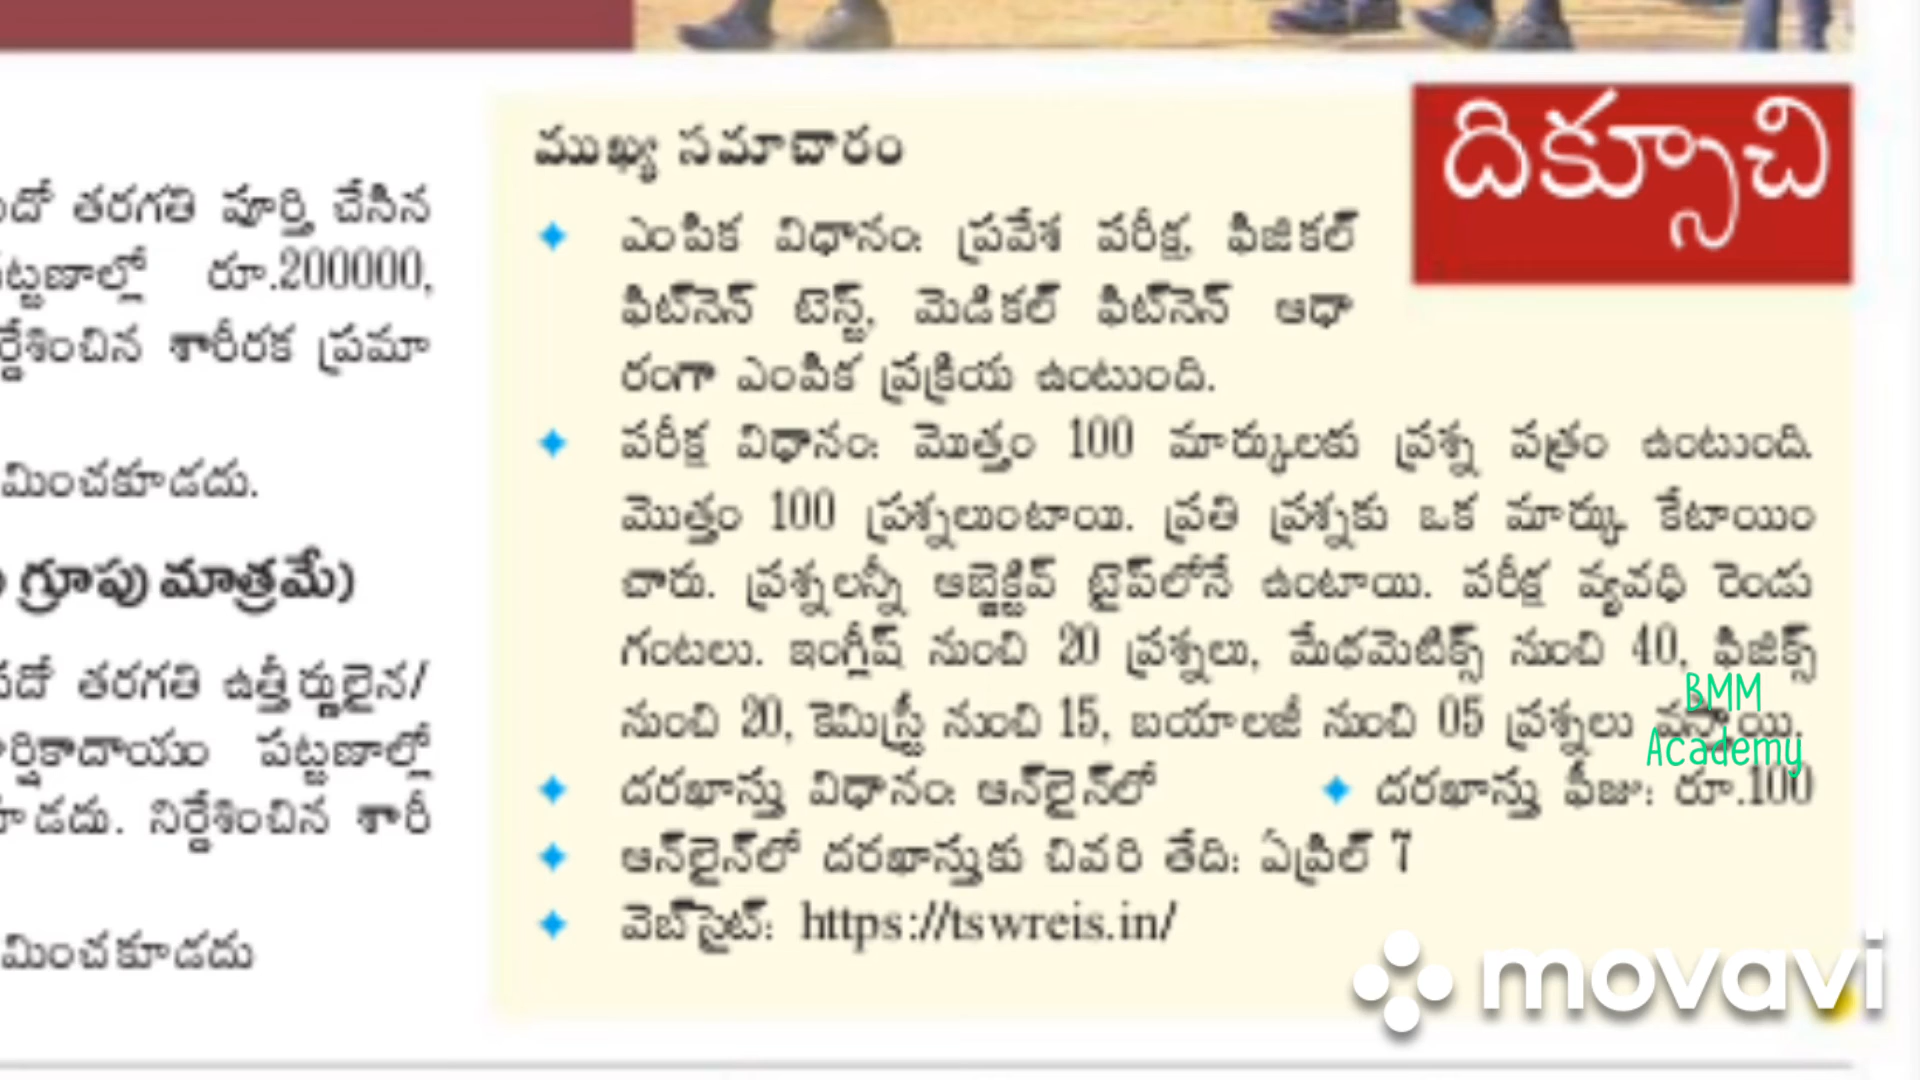 తరగతి పూర్తి చేసిన
రూ.200000,
నిర్దేశించిన శారీరక ప్రమా
మించకూడదు.
గ్రూపు మాత్రమే)
తరగతి ఉత్తీర్ణులైన/
వార్షికాదాయం పట్టణాల్లో
నిర్దేశించిన శారీ
మించకూడదు
దిక్సూచి
ముఖ్య సమాచారం
ఎంపిక విధానం: ప్రవేశ పరీక్ష, ఫిజికల్
ఫిట్‌నెస్ టెస్ట్, మెడికల్ ఫిట్‌నెస్ ఆధా
రంగా ఎంపిక ప్రక్రియ ఉంటుంది.
పరీక్ష విధానం: మొత్తం 100 మార్కులకు ప్రశ్న పత్రం ఉంటుంది.
మొత్తం 100 ప్రశ్నలుంటాయి. ప్రతి ప్రశ్నకు ఒక మార్కు కేటాయిం
చారు. ప్రశ్నలన్నీ ఆబ్జెక్టివ్ టైప్‌లోనే ఉంటాయి. పరీక్ష వ్యవధి రెండు
గంటలు. ఇంగ్లీష్ నుంచి 20 ప్రశ్నలు, మేథమెటిక్స్ నుంచి 40, ఫిజిక్స్
నుంచి 20, కెమిస్ట్రీ నుంచి 15, బయాలజీ నుంచి 05 ప్రశ్నలు వస్తాయి.
దరఖాస్తు విధానం: ఆన్‌లైన్‌లో
దరఖాస్తు ఫీజు: రూ.100
ఆన్‌లైన్‌లో దరఖాస్తుకు చివరి తేది: ఏప్రిల్ 7
వెబ్‌సైట్: https://tswreis.in/
BMM
Academy
movavi